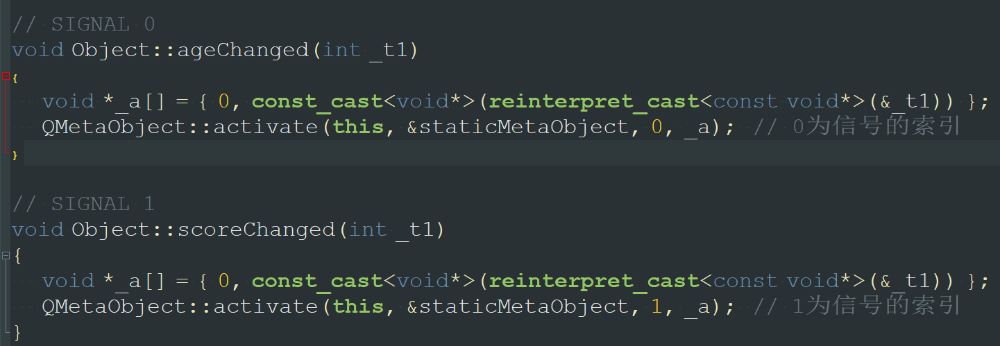 // SIGNAL 0
void Object::ageChanged(int _t1)
{
void *_a[] = { 0, const_cast<void*>(reinterpret_cast<const void*>(&_t1)) };
QMetaObject::activate(this, &staticMetaObject, 0, _a); // 0为信号的索引
}
// SIGNAL 1
void Object::scoreChanged(int _t1)
{
void *_a[] = { 0, const_cast<void*>(reinterpret_cast<const void*>(&_t1)) };
QMetaObject::activate(this, &staticMetaObject, 1, _a); // 1为信号的索引
}